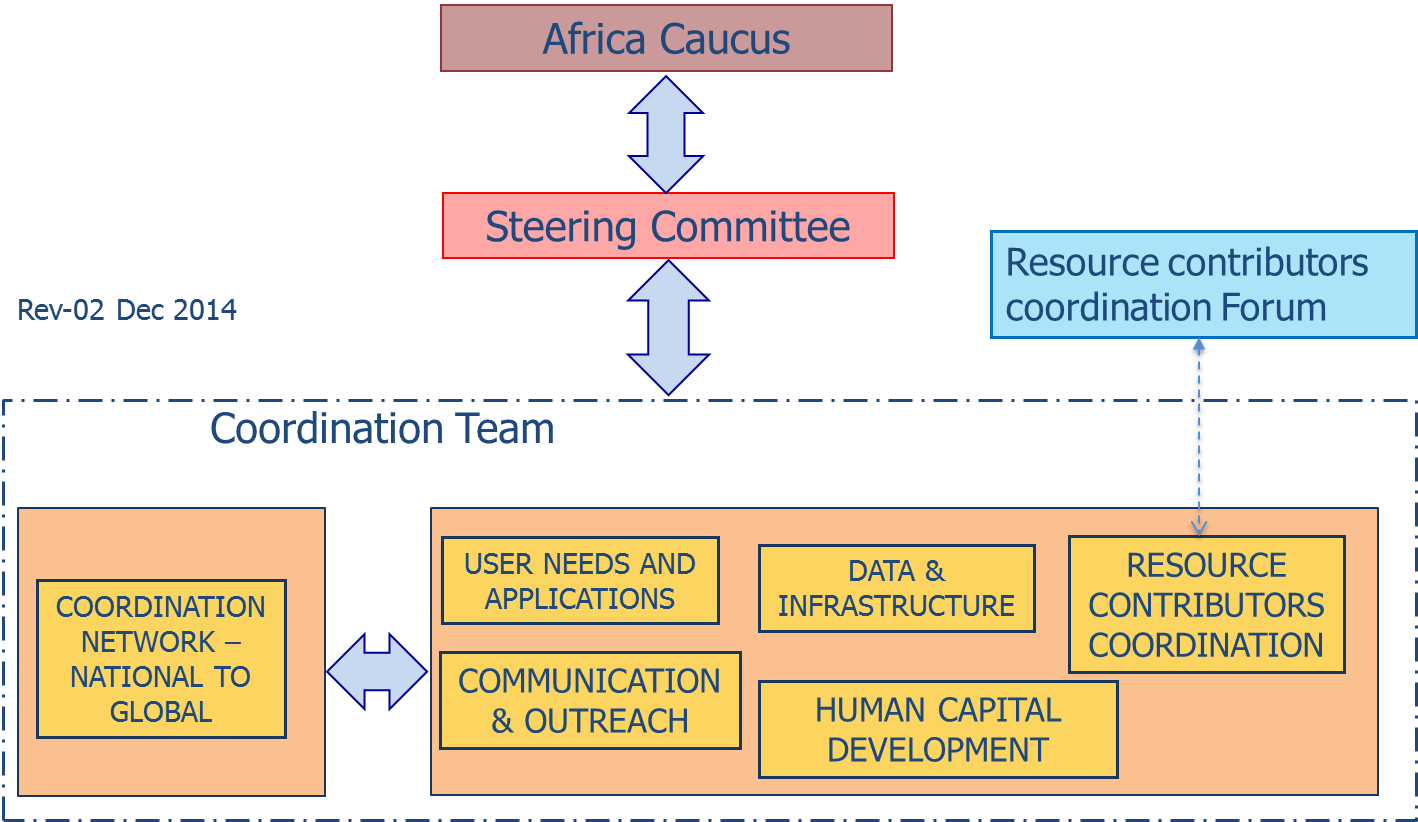 Africa Caucus
Steering Committee
Resource contributors
coordination Forum
Rev-02 Dec 2014
Coordination Team
COORDINATION
NETWORK –
NATIONAL TO
GLOBAL
USER NEEDS AND
APPLICATIONS
DATA &
INFRASTRUCTURE
RESOURCE
CONTRIBUTORS
COORDINATION
COMMUNICATION
& OUTREACH
HUMAN CAPITAL
DEVELOPMENT